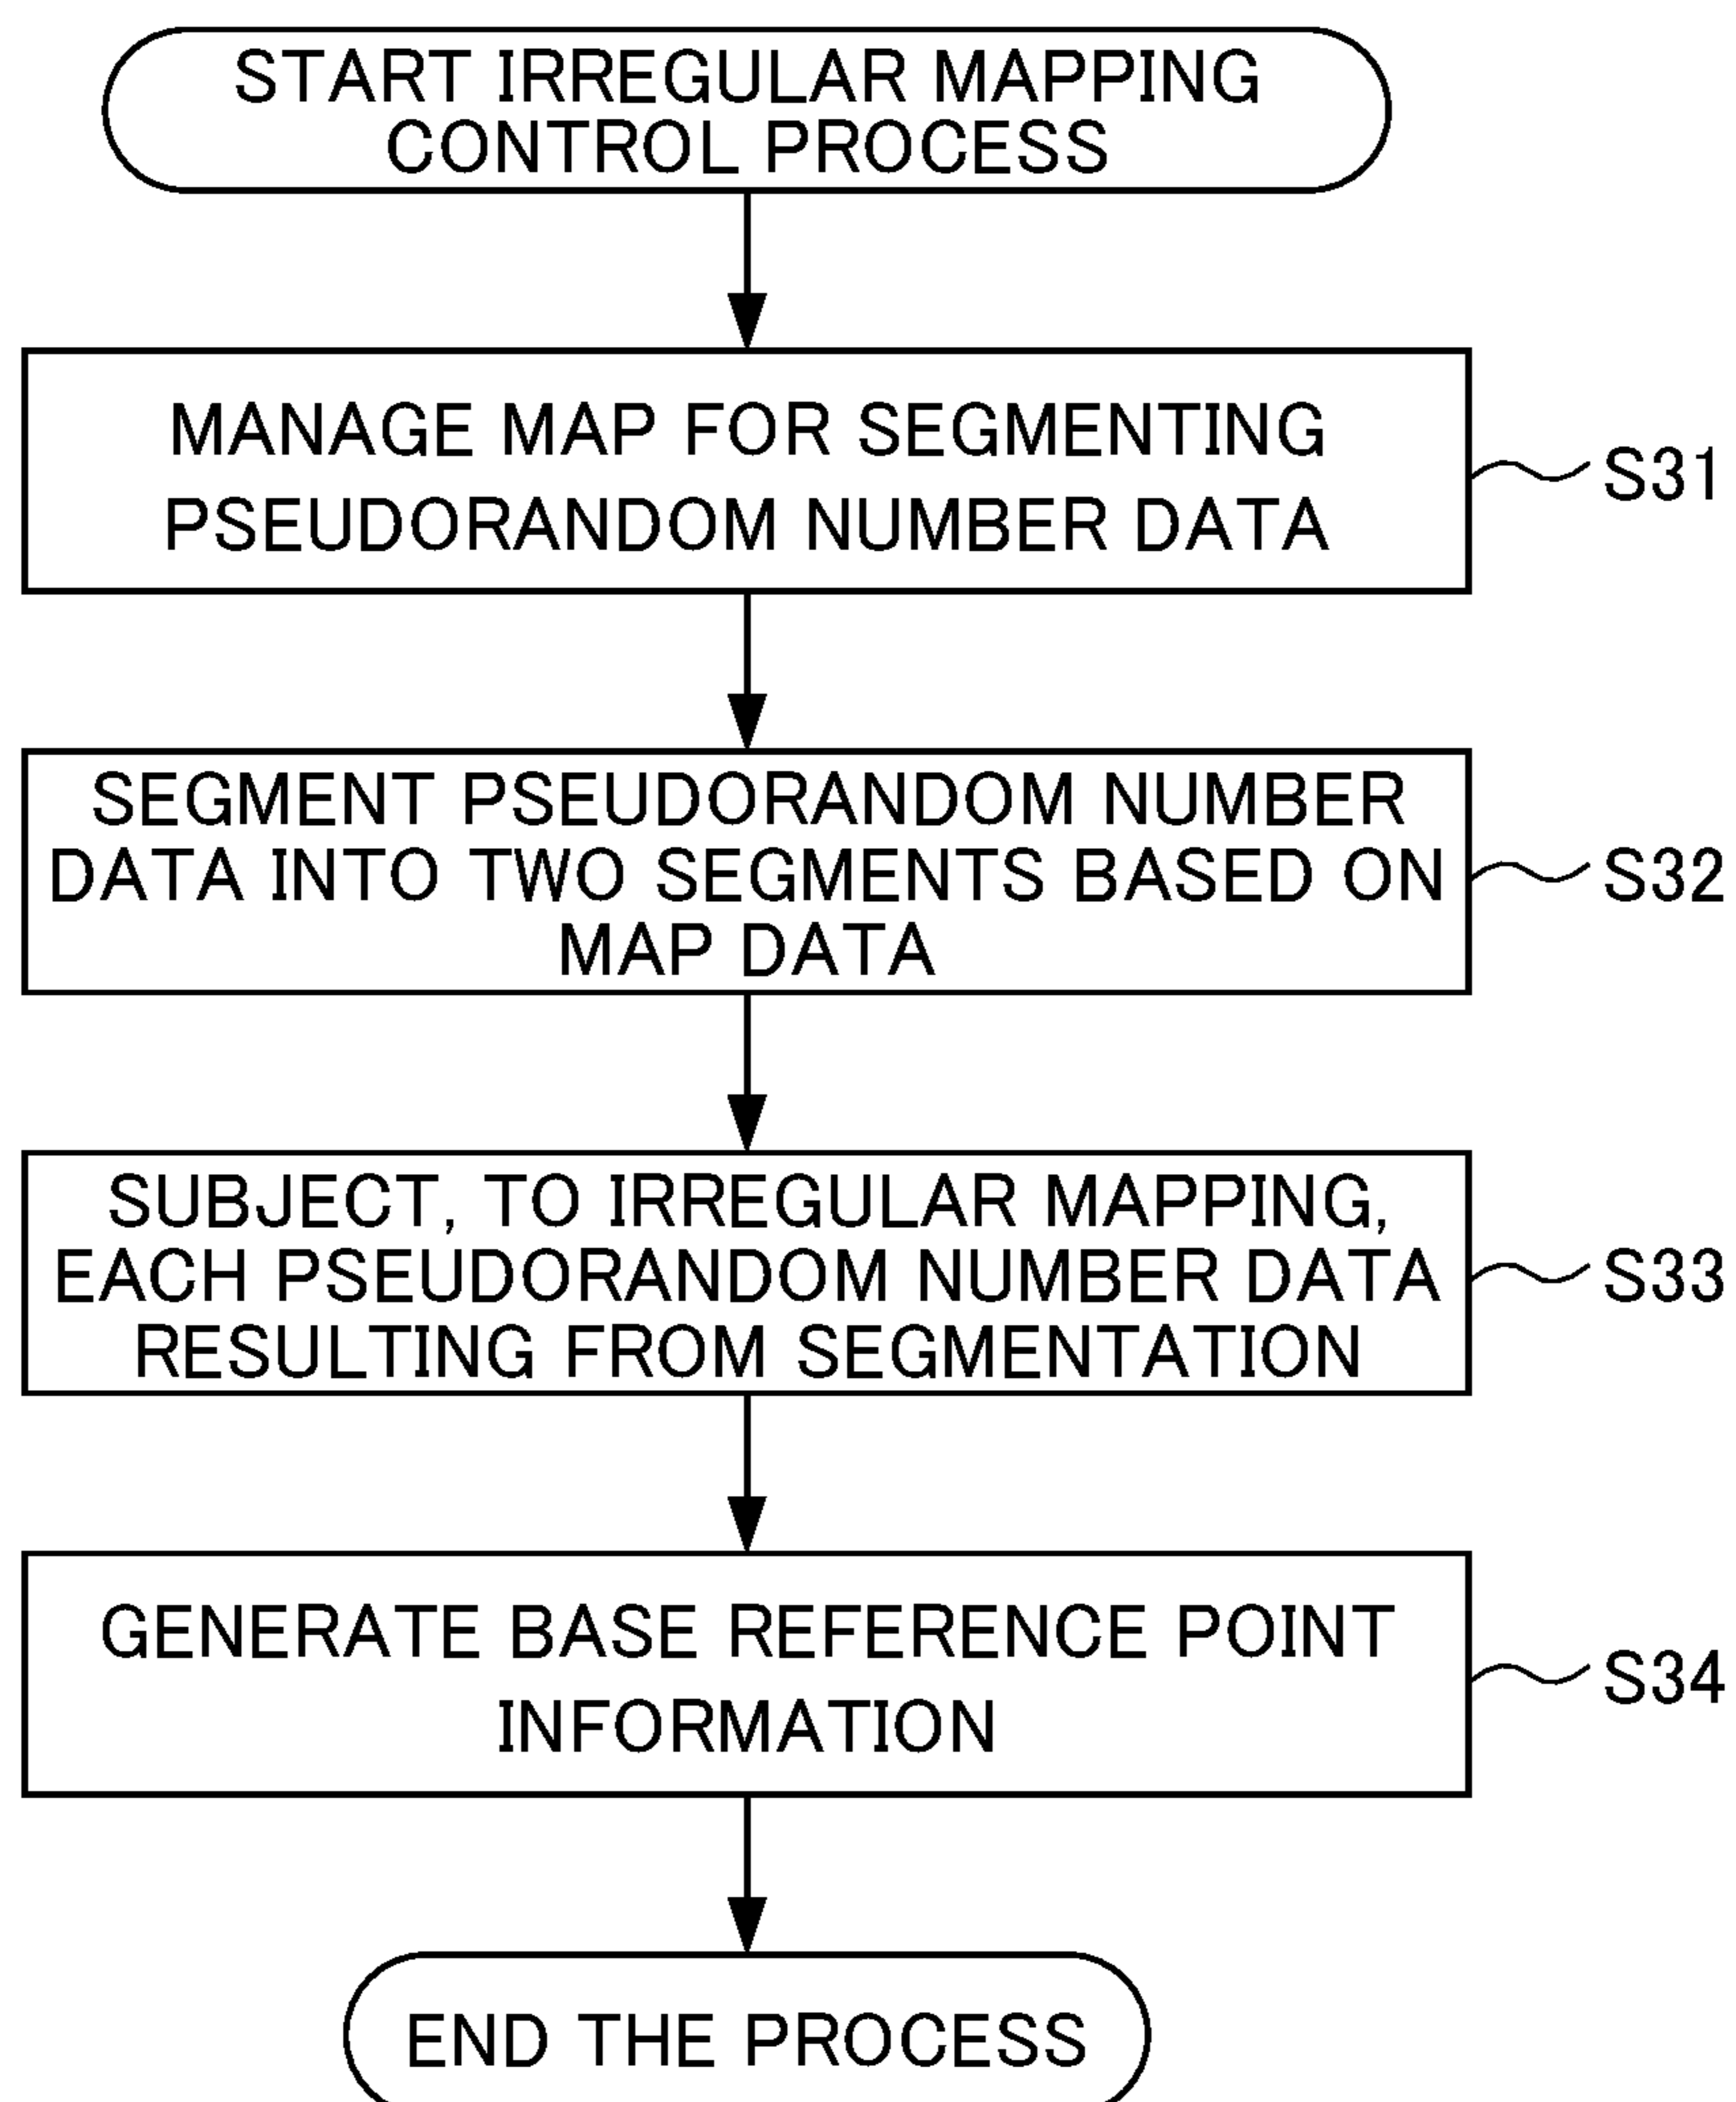 START IRREGULAR MAPPING
CONTROL PROCESS
MANAGE MAP FOR SEGMENTING
PSEUDORANDOM NUMBER DATA
S31
SEGMENT PSEUDORANDOM NUMBER
DATA INTO TWO SEGMENTS BASED ON
MAP DATA
S32
SUBJECT, TO IRREGULAR MAPPING,
EACH PSEUDORANDOM NUMBER DATA
RESULTING FROM SEGMENTATION
S33
GENERATE BASE REFERENCE POINT
INFORMATION
S34
END THE PROCESS